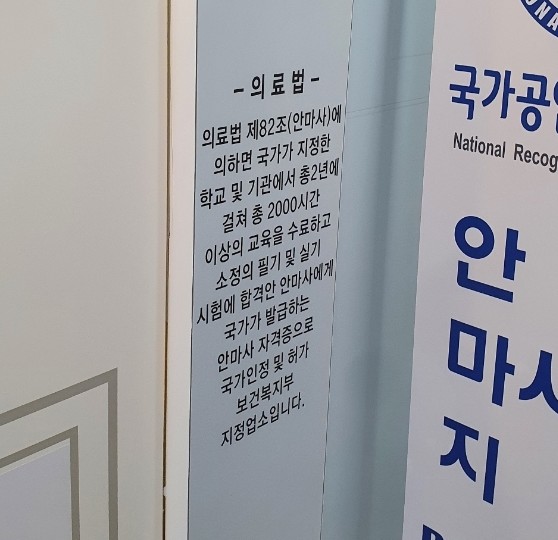 - 의 료 법 -
의료법 제82조(안마사)에
의하면 국가가 지정한
학교 및 기관에서 총2년에
걸쳐 총 2000시간
이상의 교육을 수료하고
소정의 필기 및 실기
시험에 합격안 안마사에게
국가가 발급하는
안마사 자격증으로
국가인정 및 허가
보건복지부
지정업소입니다.
국가공
National
안
마사
지